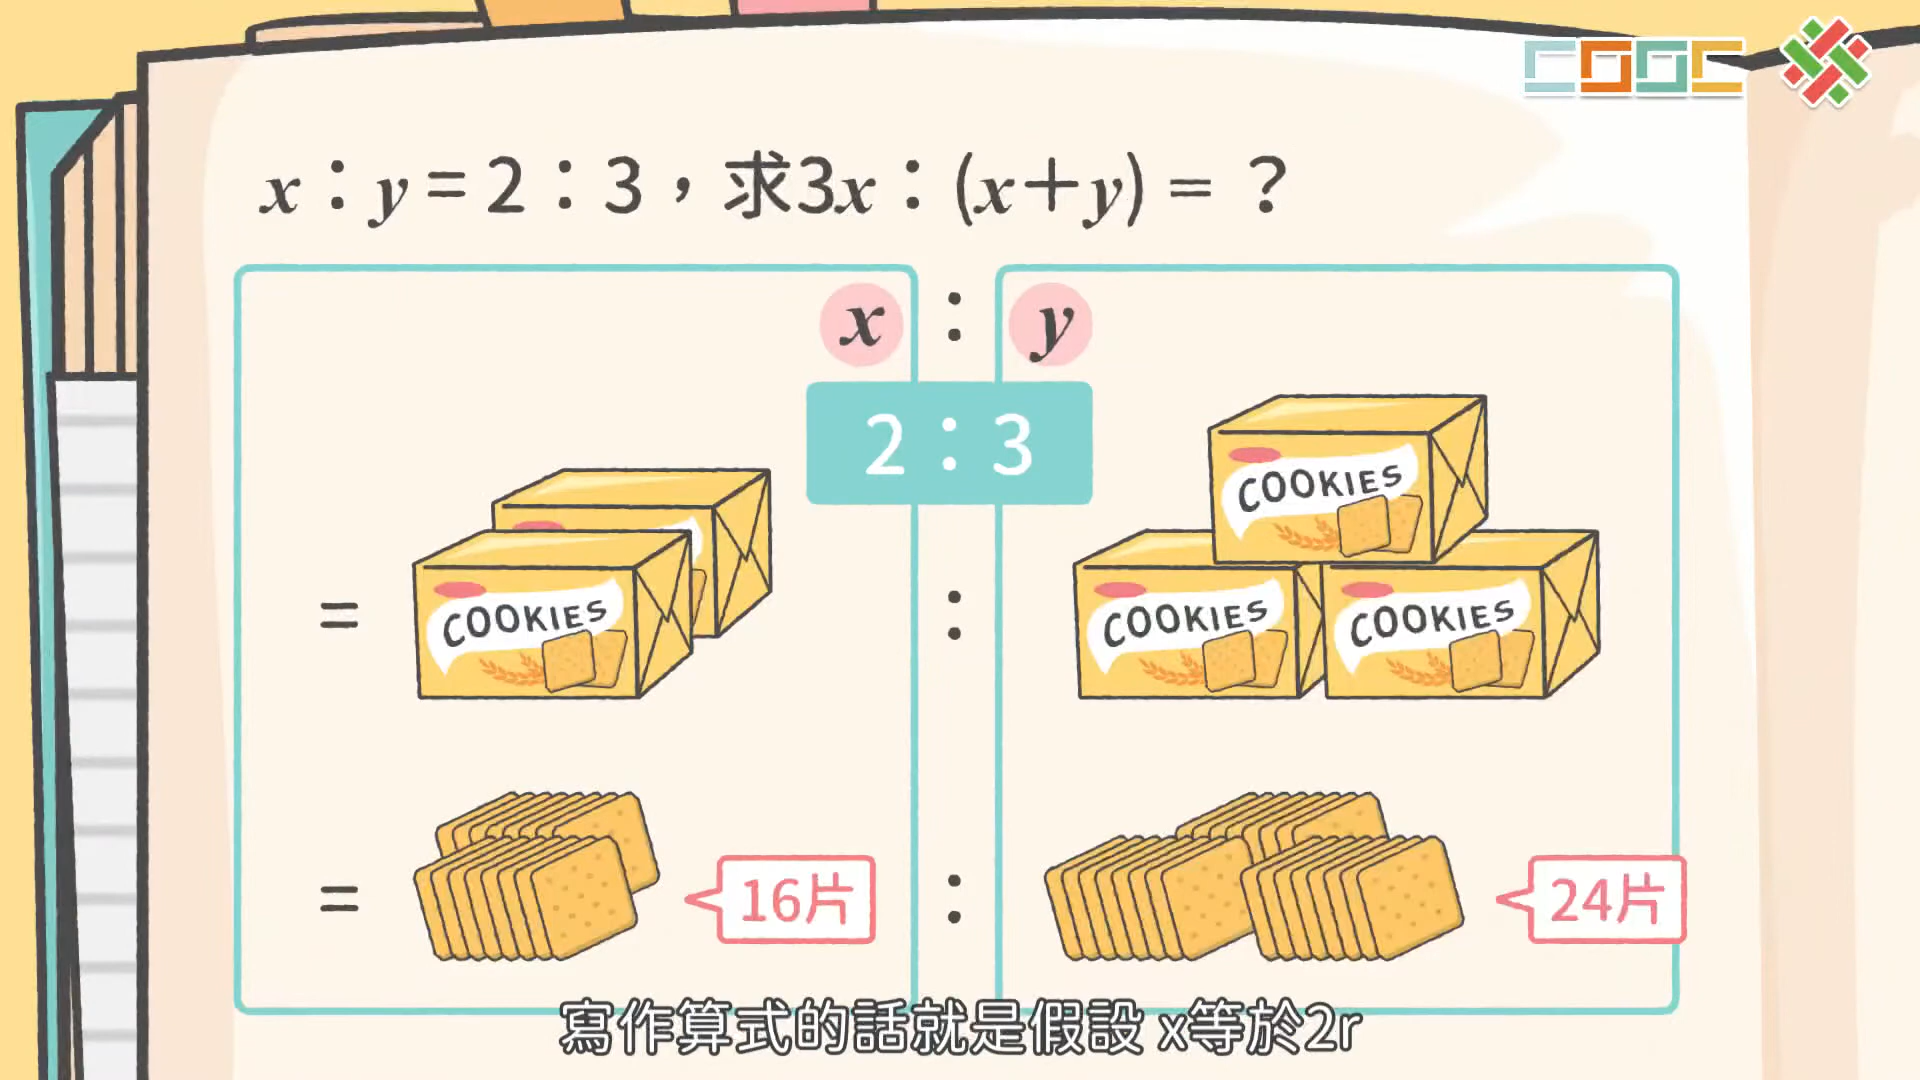 COOC
x：y＝2：3，求3x：(x＋y)＝？
x：y
2：3
COOKIES
COOKIES
COOKIES
COOKIES
＝
：
＝
16片
：
24片
寫作算式的話就是假設 x等於2r